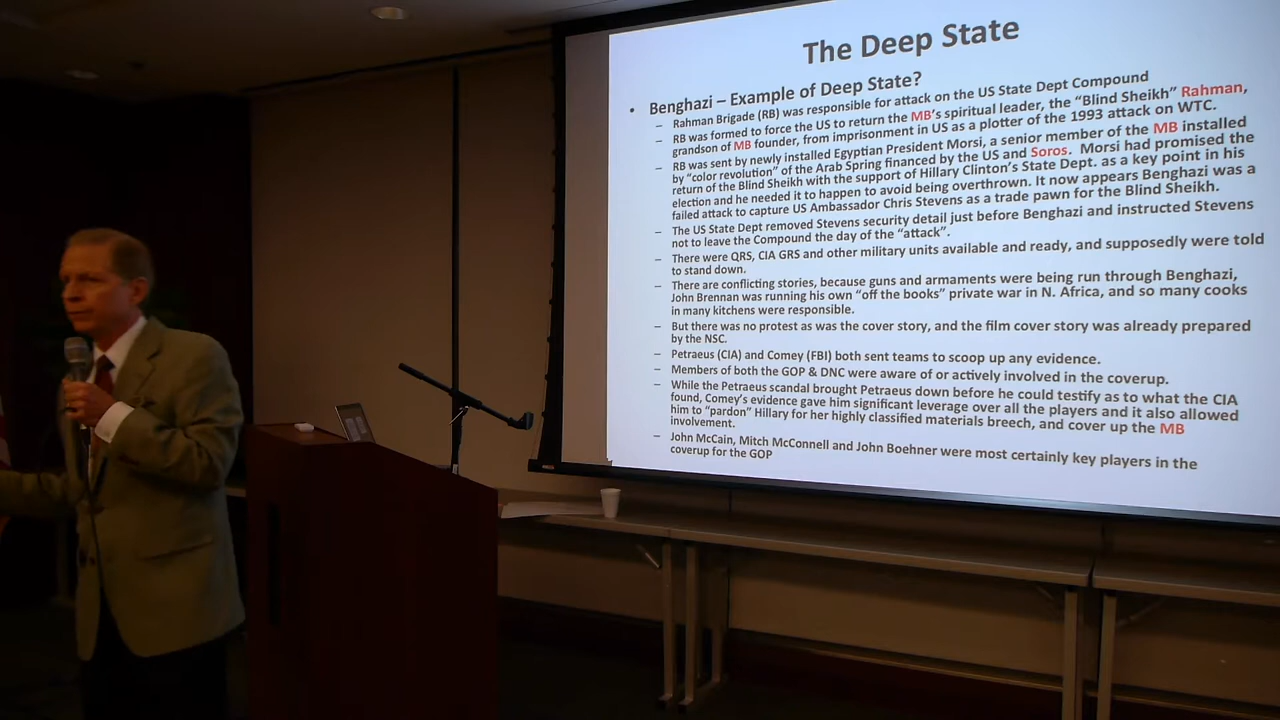 The Deep State
• Benghazi – Example of Deep State?
– Rahman Brigade (RB) was responsible for attack on the US State Dept Compound
– RB was formed to force the US to return the MB's spiritual leader, the "Blind Sheikh" Rahman,
grandson of MB founder, from imprisonment in US as a plotter of the 1993 attack on WTC.
– RB was sent by newly installed Egyptian President Morsi, a senior member of the MB installed
by "color revolution" of the Arab Spring financed by the US and Soros. Morsi had promised the
return of the Blind Sheikh with the support of Hillary Clinton's State Dept. as a key point in his
election and he needed it to happen to avoid being overthrown. It now appears Benghazi was a
failed attack to capture US Ambassador Chris Stevens as a trade pawn for the Blind Sheikh.
– The US State Dept removed Stevens security detail just before Benghazi and instructed Stevens
not to leave the Compound the day of the "attack".
– There were QRS, CIA GRS and other military units available and ready, and supposedly were told
to stand down.
– There are conflicting stories, because guns and armaments were being run through Benghazi,
John Brennan was running his own "off the books" private war in N. Africa, and so many cooks
in many kitchens were responsible.
– But there was no protest as was the cover story, and the film cover story was already prepared
by the NSC.
– Petraeus (CIA) and Comey (FBI) both sent teams to scoop up any evidence.
– Members of both the GOP & DNC were aware of or actively involved in the coverup.
– While the Petraeus scandal brought Petraeus down before he could testify as to what the CIA
found, Comey's evidence gave him significant leverage over all the players and it also allowed
him to "pardon" Hillary for her highly classified materials breech, and cover up the MB
involvement.
– John McCain, Mitch McConnell and John Boehner were most certainly key players in the
coverup for the GOP